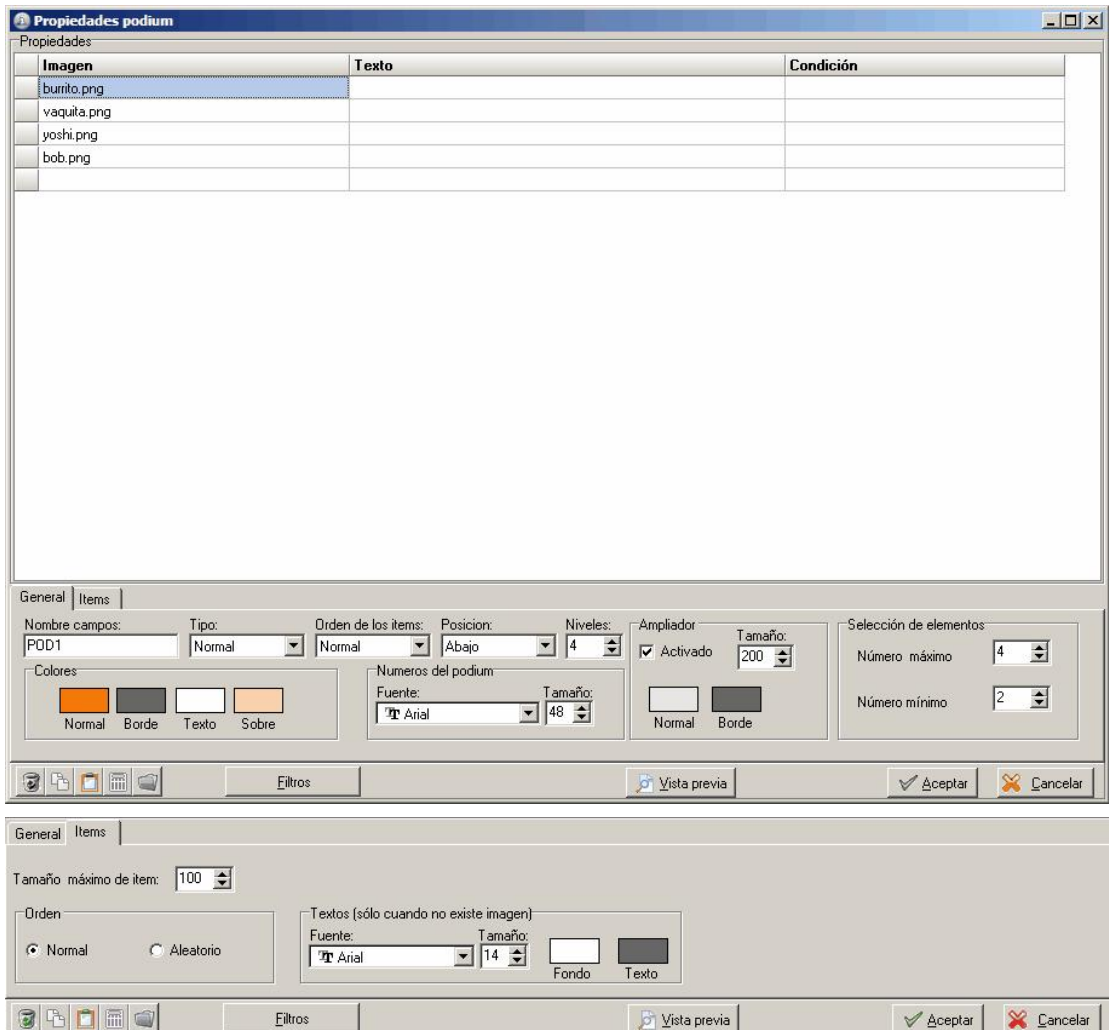 Propiedades podium
Propiedades
Imagen Texto Condición
burrito.png
vaquita.png
yoshi.png
bob.png
General Items
Nombre campos: Tipo: Orden de los items: Posicion: Niveles: Ampliador Tamaño: Selección de elementos
POD1 Normal Normal Abajo 4 Activado 200 Número máximo 4
Colores Numeros del podium
Fuente: Tamaño:
Arial 48 Número mínimo 2
Normal Borde Texto Sobre Normal Borde
Filtros Vista previa Aceptar Cancelar
General Items
Tamaño máximo de item: 100
Orden Textos (sólo cuando no existe imagen)
Fuente: Tamaño:
Normal Aleatorio Arial 14
Fondo Texto
Filtros Vista previa Aceptar Cancelar